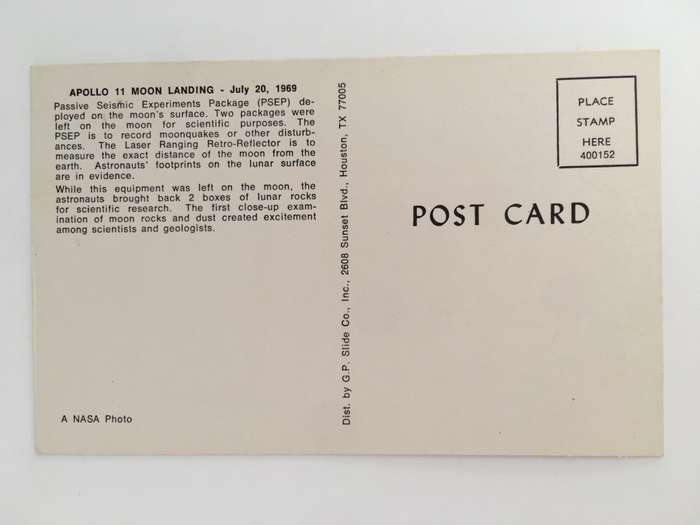 APOLLO 11 MOON LANDING - July 20, 1969
Passive Seismic Experiments Package (PSEP) de-
ployed on the moon's surface. Two packages were
left on the moon for scientific purposes. The
PSEP is to record moonquakes or other disturb-
ances. The Laser Ranging Retro-Reflector is to
measure the exact distance of the moon from the
earth. Astronauts' footprints on the lunar surface
are in evidence.
While this equipment was left on the moon, the
astronauts brought back 2 boxes of lunar rocks
for scientific research. The first close-up exam-
ination of moon rocks and dust created excitement
among scientists and geologists.
A NASA Photo
Dist. by G.P. Slide Co., Inc., 2608 Sunset Blvd., Houston, TX 77005
PLACE
STAMP
HERE
400152
POST CARD